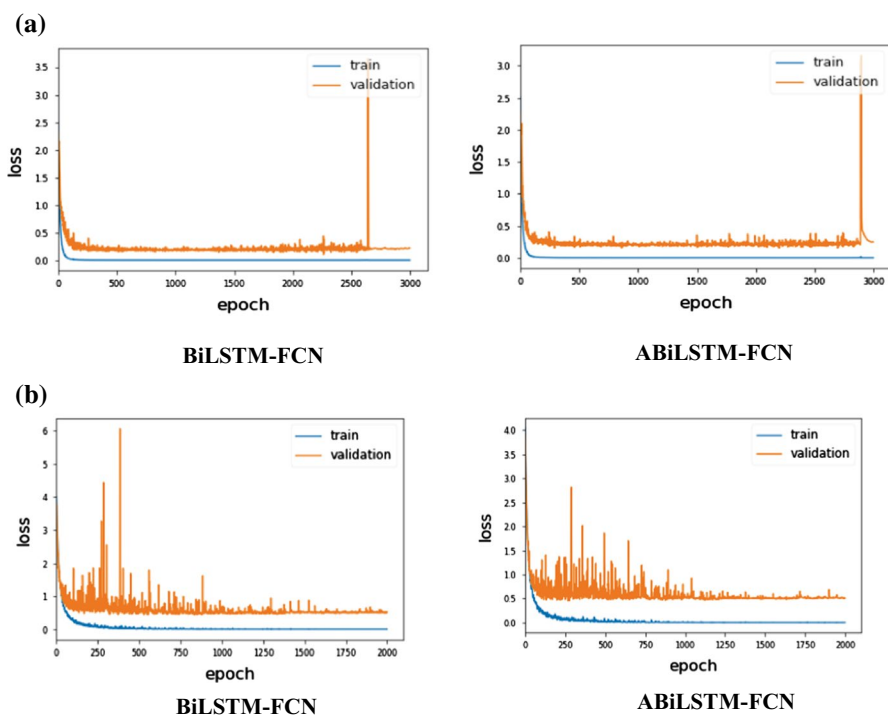 (a)
3.5
3.0
2.5
2.0
1.5
1.0
0.5
0.0
loss
train
validation
0 500 1000 1500 2000 2500 3000
epoch
BiLSTM-FCN
3.0
2.5
2.0
1.5
1.0
0.5
0.0
loss
train
validation
0 500 1000 1500 2000 2500 3000
epoch
ABiLSTM-FCN
(b)
6
5
4
3
2
1
0
loss
train
validation
0 250 500 750 1000 1250 1500 1750 2000
epoch
BiLSTM-FCN
4.0
3.5
3.0
2.5
2.0
1.5
1.0
0.5
0.0
loss
train
validation
0 250 500 750 1000 1250 1500 1750 2000
epoch
ABiLSTM-FCN